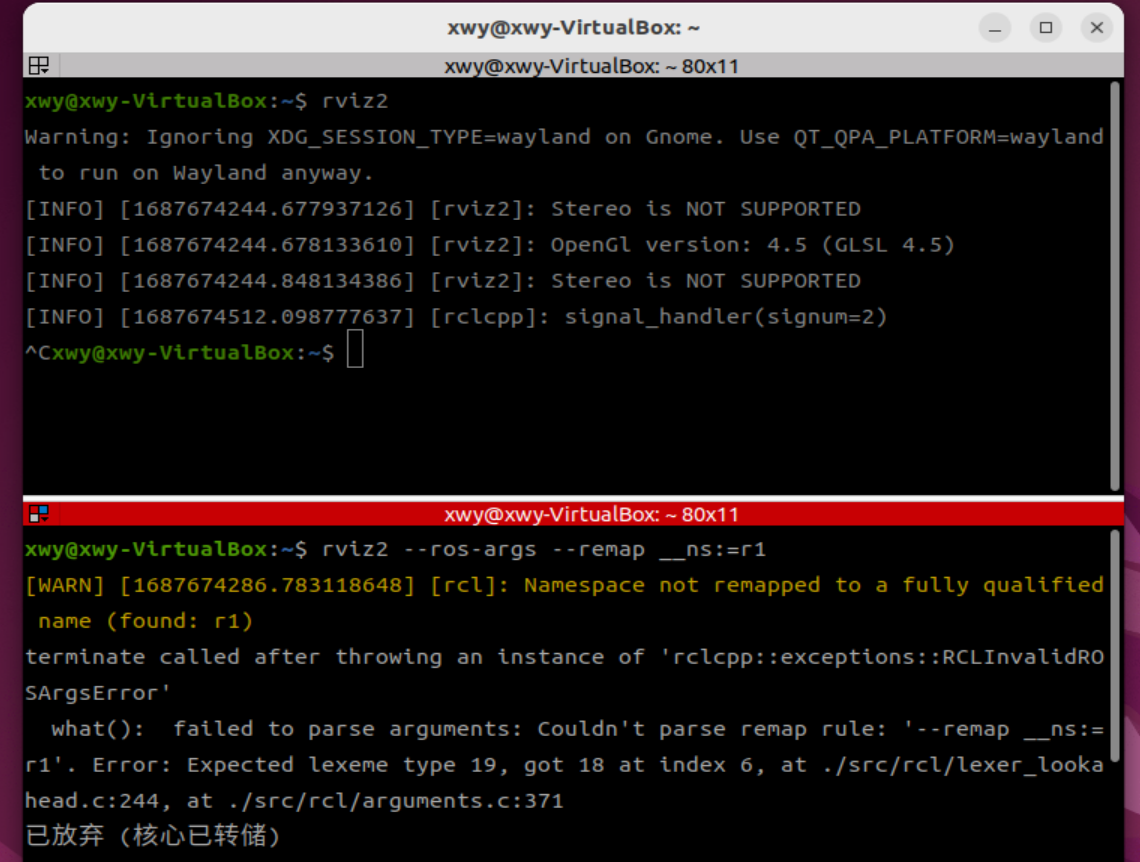 xwy@xwy-VirtualBox: ~
xwy@xwy-VirtualBox: ~ 80x11
xwy@xwy-VirtualBox:~$ rviz2
Warning: Ignoring XDG_SESSION_TYPE=wayland on Gnome. Use QT_QPA_PLATFORM=wayland
 to run on Wayland anyway.
[INFO] [1687674244.677937126] [rviz2]: Stereo is NOT SUPPORTED
[INFO] [1687674244.678133610] [rviz2]: OpenGl version: 4.5 (GLSL 4.5)
[INFO] [1687674244.848134386] [rviz2]: Stereo is NOT SUPPORTED
[INFO] [1687674512.098777637] [rclcpp]: signal_handler(signum=2)
^Cxwy@xwy-VirtualBox:~$
xwy@xwy-VirtualBox: ~ 80x11
xwy@xwy-VirtualBox:~$ rviz2 --ros-args --remap __ns:=r1
[WARN] [1687674286.783118648] [rcl]: Namespace not remapped to a fully qualified
 name (found: r1)
terminate called after throwing an instance of 'rclcpp::exceptions::RCLInvalidRO
SArgsError'
  what():  failed to parse arguments: Couldn't parse remap rule: '--remap __ns:=
r1'. Error: Expected lexeme type 19, got 18 at index 6, at ./src/rcl/lexer_looka
head.c:244, at ./src/rcl/arguments.c:371
已放弃 (核心已转储)